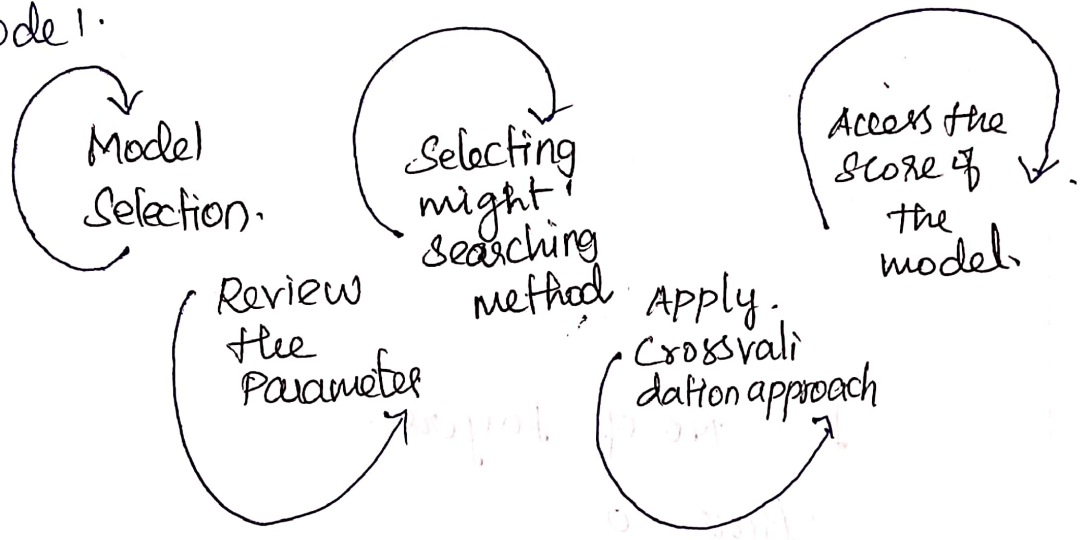 Model
Selection.
Review
the
Parameter
Selecting
might
searching
method
Apply.
Crossvali
dation approach
Access the
score of
the
model.